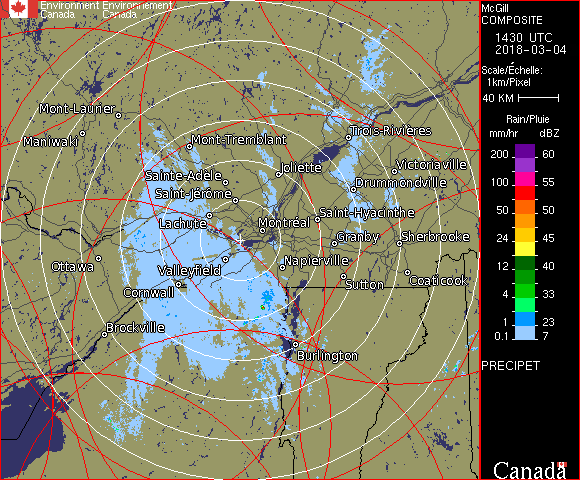 Environment Environnement
Canada Canada
McGill
COMPOSITE
1430 UTC
2018-03-04
Scale/Échelle:
1km/Pixel
40 KM
Rain/Pluie
mm/hr dBZ
200 60
100 55
50 50
24 45
12 40
4 33
1 23
0.1 7
PRECIPET
Canada
Mont-Laurier
Maniwaki
Mont-Tremblant
Trois-Rivières
Sainte-Adèle
Joliette
Victoriaville
Saint-Jérôme
Drummondville
Lachute
Montréal
Saint-Hyacinthe
Granby
Sherbrooke
Ottawa
Valleyfield
Napierville
Cornwall
Sutton
Coaticook
Brockville
Burlington